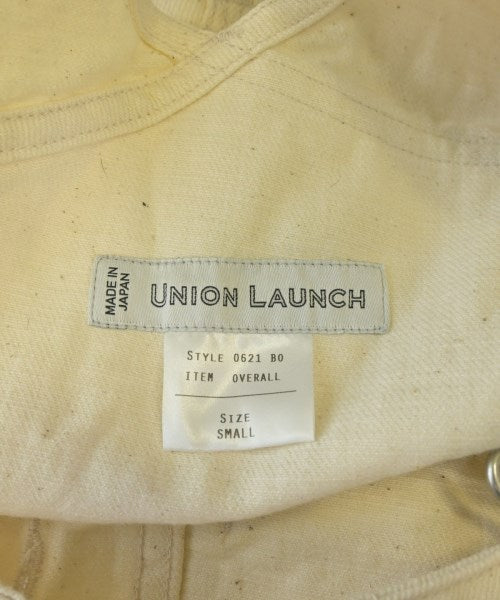 MADE IN
JAPAN
UNION LAUNCH
STYLE 0621 BO
ITEM OVERALL
SIZE
SMALL